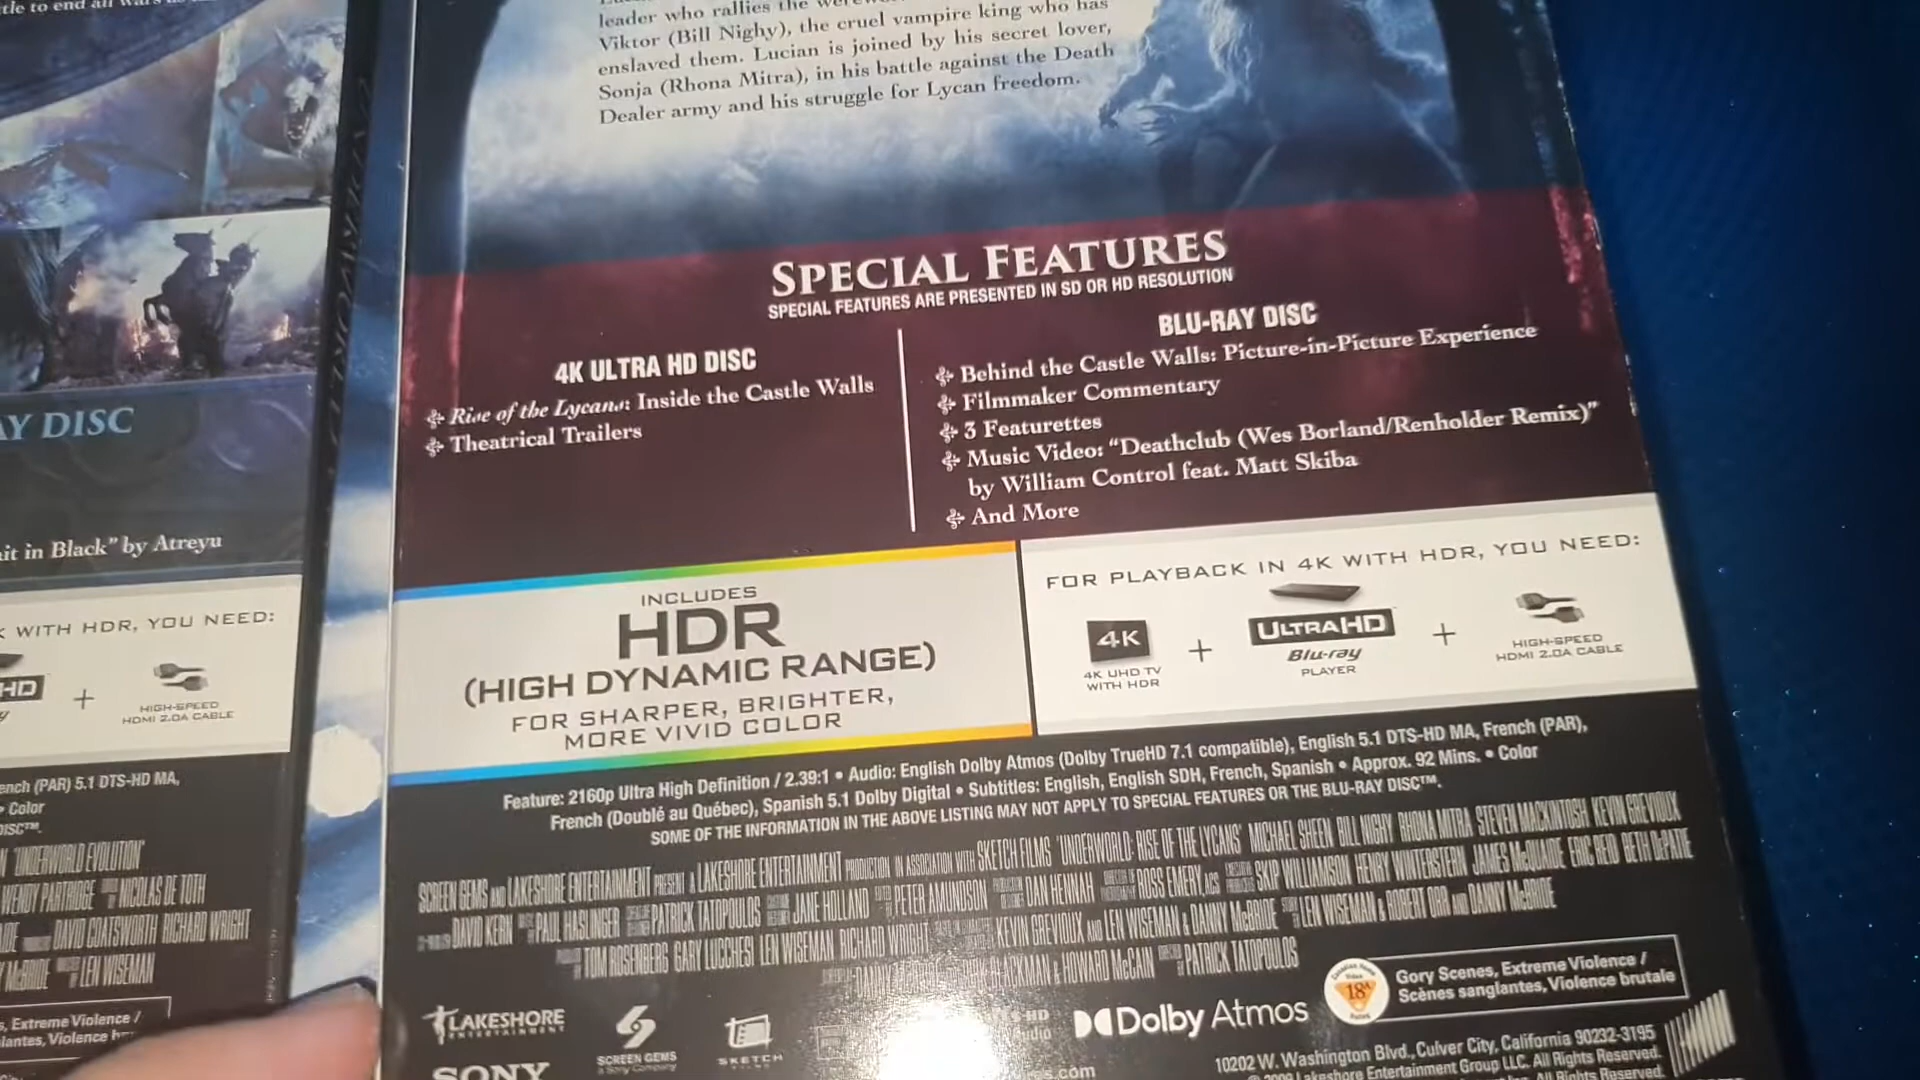 tle to end all
leader who rallies the
Viktor (Bill Nighy), the cruel vampire king who has
enslaved them. Lucian is joined by his secret lover,
Sonja (Rhona Mitra), in his battle against the Death
Dealer army and his struggle for Lycan freedom.
SPECIAL FEATURES
SPECIAL FEATURES ARE PRESENTED IN SD OR HD RESOLUTION
4K ULTRA HD DISC
Rise of the Lycans: Inside the Castle Walls
Theatrical Trailers
BLU-RAY DISC
Behind the Castle Walls: Picture-in-Picture Experience
Filmmaker Commentary
3 Featurettes
Music Video: “Deathclub (Wes Borland/Renholder Remix)”
by William Control feat. Matt Skiba
And More
AY DISC
it in Black” by Atreyu
WITH HDR, YOU NEED:
HD
+
HIGH-SPEED
HDMI 2.0A CABLE
INCLUDES
HDR
(HIGH DYNAMIC RANGE)
FOR SHARPER, BRIGHTER,
MORE VIVID COLOR
FOR PLAYBACK IN 4K WITH HDR, YOU NEED:
4K
4K UHD TV
WITH HDR
+
ULTRA HD
Blu-ray
PLAYER
+
HIGH-SPEED
HDMI 2.0A CABLE
ench (PAR) 5.1 DTS-HD MA,
• Color
DISC™.
Feature: 2160p Ultra High Definition / 2.39:1 • Audio: English Dolby Atmos (Dolby TrueHD 7.1 compatible), English 5.1 DTS-HD MA, French (PAR),
French (Doublé au Québec), Spanish 5.1 Dolby Digital • Subtitles: English, English SDH, French, Spanish • Approx. 92 Mins. • Color
SOME OF THE INFORMATION IN THE ABOVE LISTING MAY NOT APPLY TO SPECIAL FEATURES OR THE BLU-RAY DISC™.
"UNDERWORLD EVOLUTION"
WENDY PARTRIDGE NICOLAS DE TOTH
DAVID COATSWORTH RICHARD WRIGHT
McBRIDE LEN WISEMAN
SCREEN GEMS AND LAKESHORE ENTERTAINMENT PRESENT A LAKESHORE ENTERTAINMENT PRODUCTION IN ASSOCIATION WITH SKETCH FILMS "UNDERWORLD: RISE OF THE LYCANS" MICHAEL SHEEN BILL NIGHY RHONA MITRA STEVEN MACKINTOSH KEVIN GREVIOUX
DAVID KERN PAUL HASLINGER PATRICK TATOPOULOS JANE HOLLAND PETER AMUNDSON DAN HENNAH ROSS EMERY, ACS SKIP WILLIAMSON HENRY WINTERSTERN JAMES McQUAIDE ERIC REID BETH DePATIE
TOM ROSENBERG GARY LUCCHESI LEN WISEMAN RICHARD WRIGHT KEVIN GREVIOUX AND LEN WISEMAN & DANNY McBRIDE LEN WISEMAN & ROBERT ORR AND DANNY McBRIDE
& HOWARD McCAIN PATRICK TATOPOULOS
, Extreme Violence /
LAKESHORE
ENTERTAINMENT
SCREEN GEMS
a Sony Company
SKETCH
SONY
Dolby Atmos
18A
Gory Scenes, Extreme Violence /
Scènes sanglantes, Violence brutale
10202 W. Washington Blvd., Culver City, California 90232-3195
Lakeshore Entertainment Group LLC. All Rights Reserved.
All Rights Reserved.